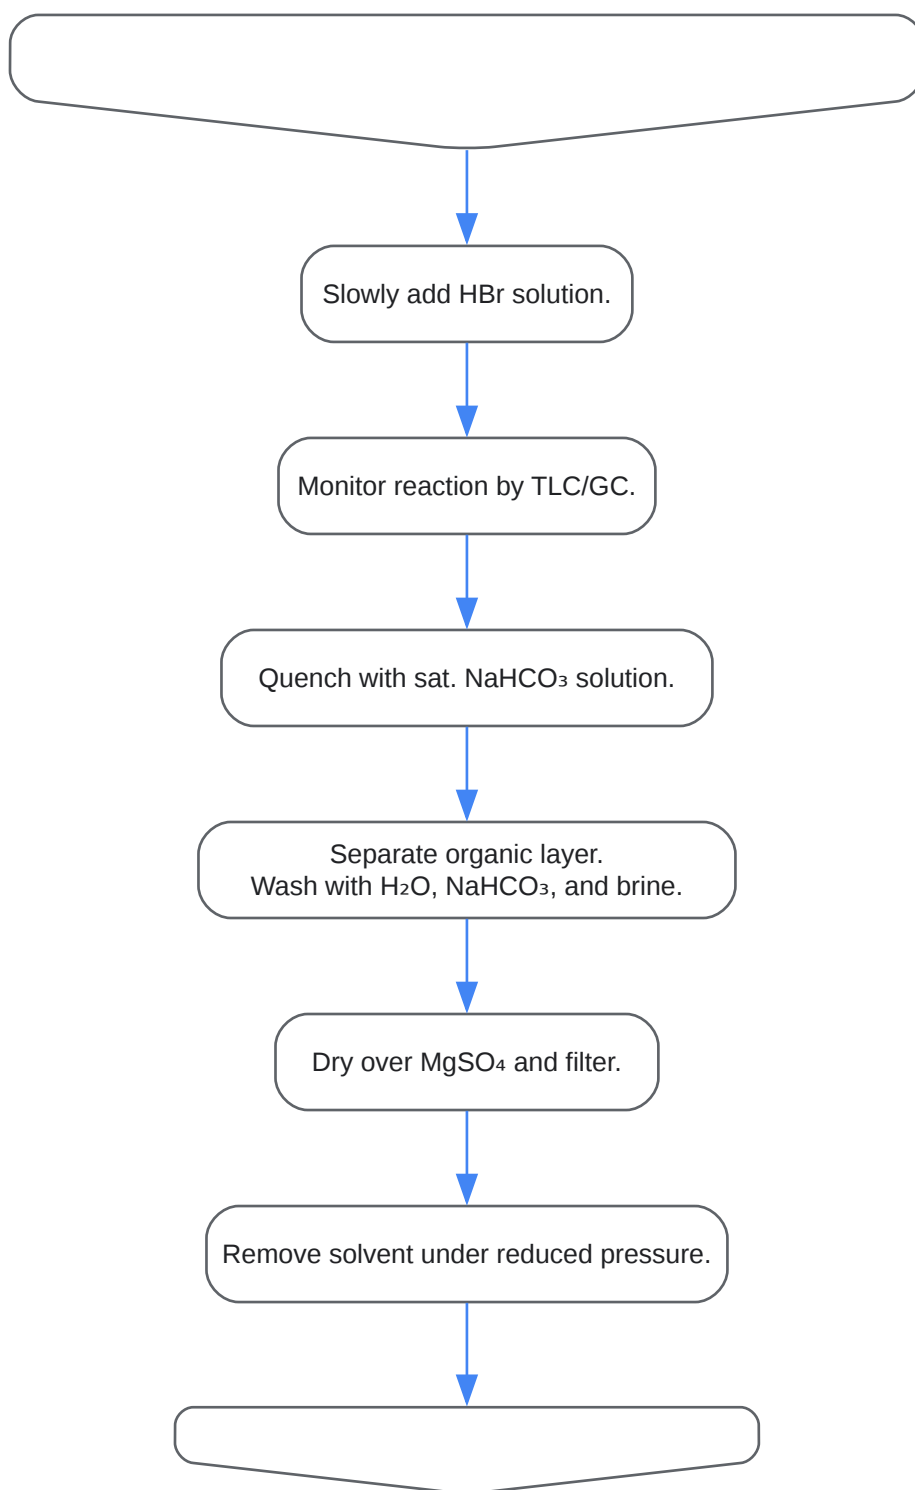 Slowly add HBr solution.
Monitor reaction by TLC/GC.
Quench with sat. NaHCO₃ solution.
Separate organic layer.
Wash with H₂O, NaHCO₃, and brine.
Dry over MgSO₄ and filter.
Remove solvent under reduced pressure.